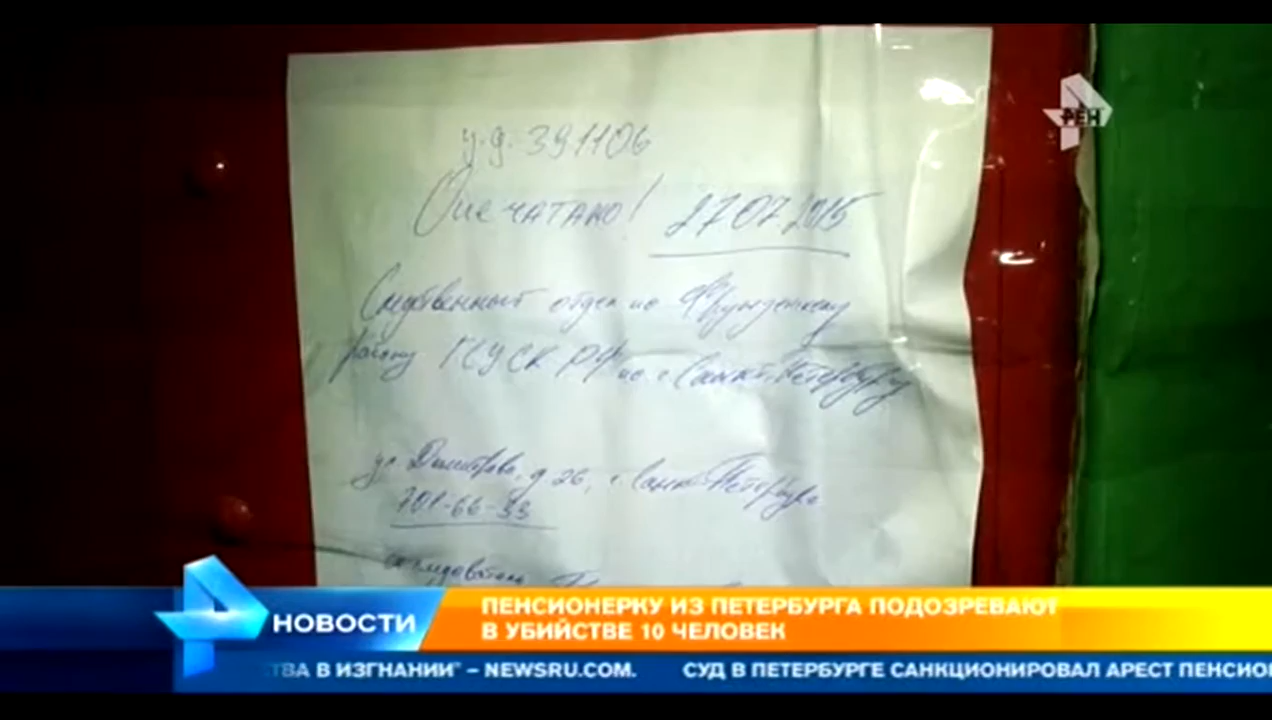 РЕН
у.д. 391106
Опечатано! 27.07.2015
Следственный отдел по Фрунзенскому
району ГСУ СК РФ по г. Санкт-Петербургу
ул. Димитрова, д. 26, г. Санкт-Петербург
701-66-33
следователь
НОВОСТИ
ПЕНСИОНЕРКУ ИЗ ПЕТЕРБУРГА ПОДОЗРЕВАЮТ
В УБИЙСТВЕ 10 ЧЕЛОВЕК
ТВА В ИЗГНАНИИ" – NEWSRU.COM. СУД В ПЕТЕРБУРГЕ САНКЦИОНИРОВАЛ АРЕСТ ПЕНСИО